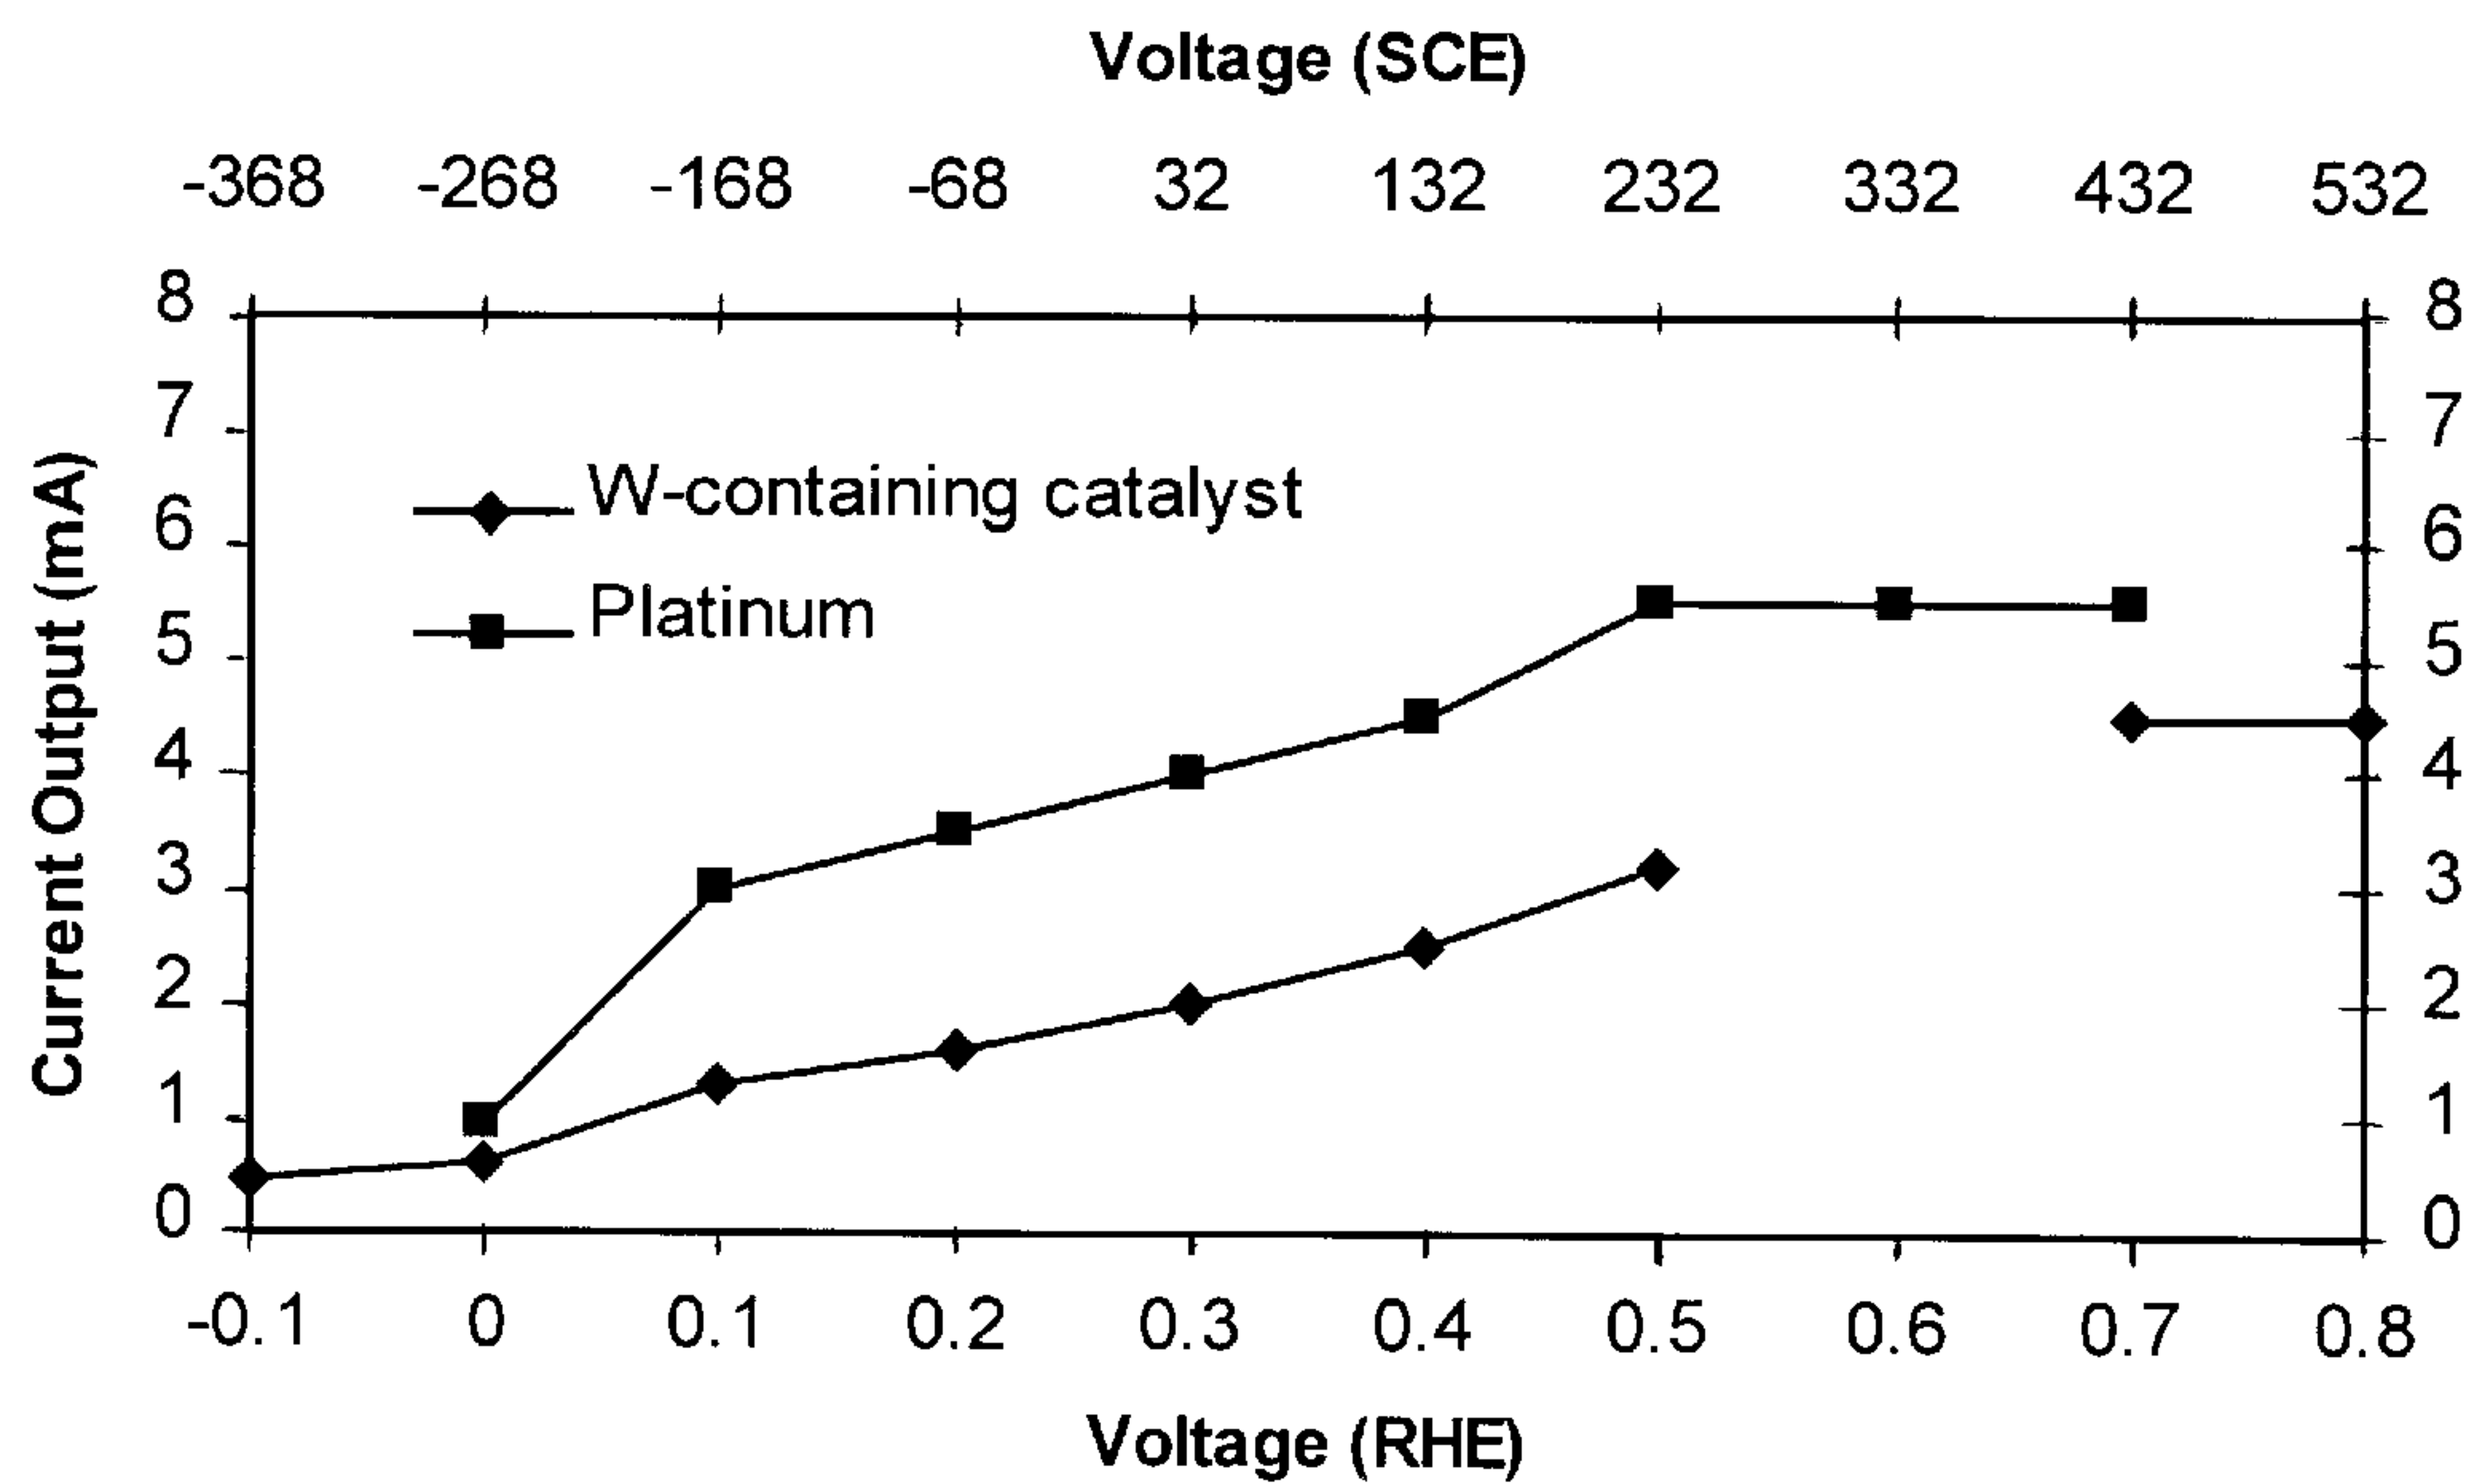 Voltage (SCE)
-368 -268 -168 -68 32 132 232 332 432 532
8 8
7 7
W-containing catalyst
6 6
Platinum
5 5
4 4
3 3
2 2
1 1
0 0
Current Output (mA)
-0.1 0 0.1 0.2 0.3 0.4 0.5 0.6 0.7 0.8
Voltage (RHE)